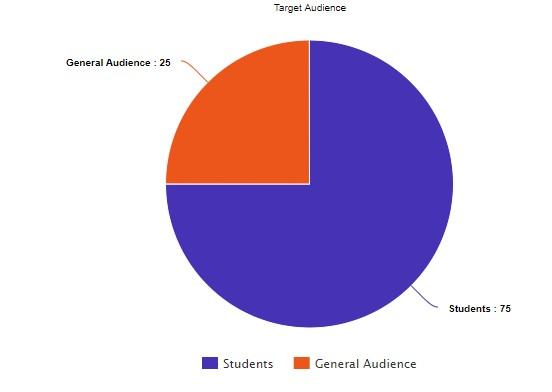 Target Audience
General Audience : 25
Students : 75
Students
General Audience